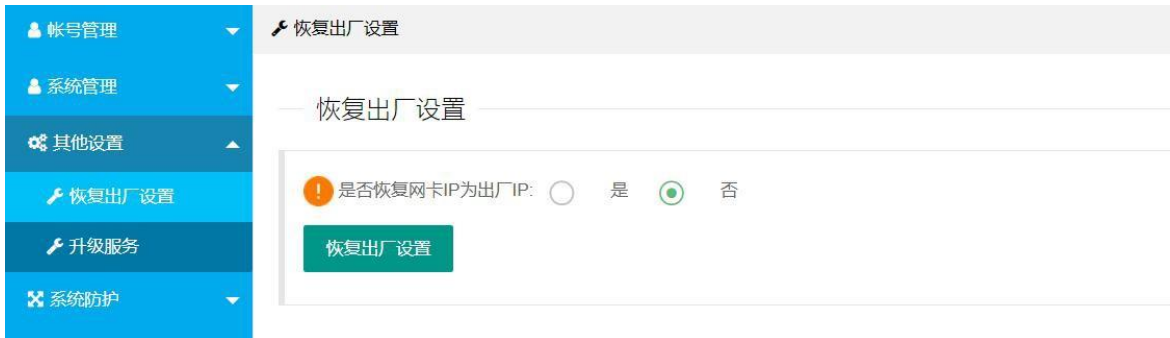 帐号管理
恢复出厂设置
系统管理
恢复出厂设置
其他设置
是否恢复网卡IP为出厂IP: 是 否
恢复出厂设置
恢复出厂设置
升级服务
系统防护